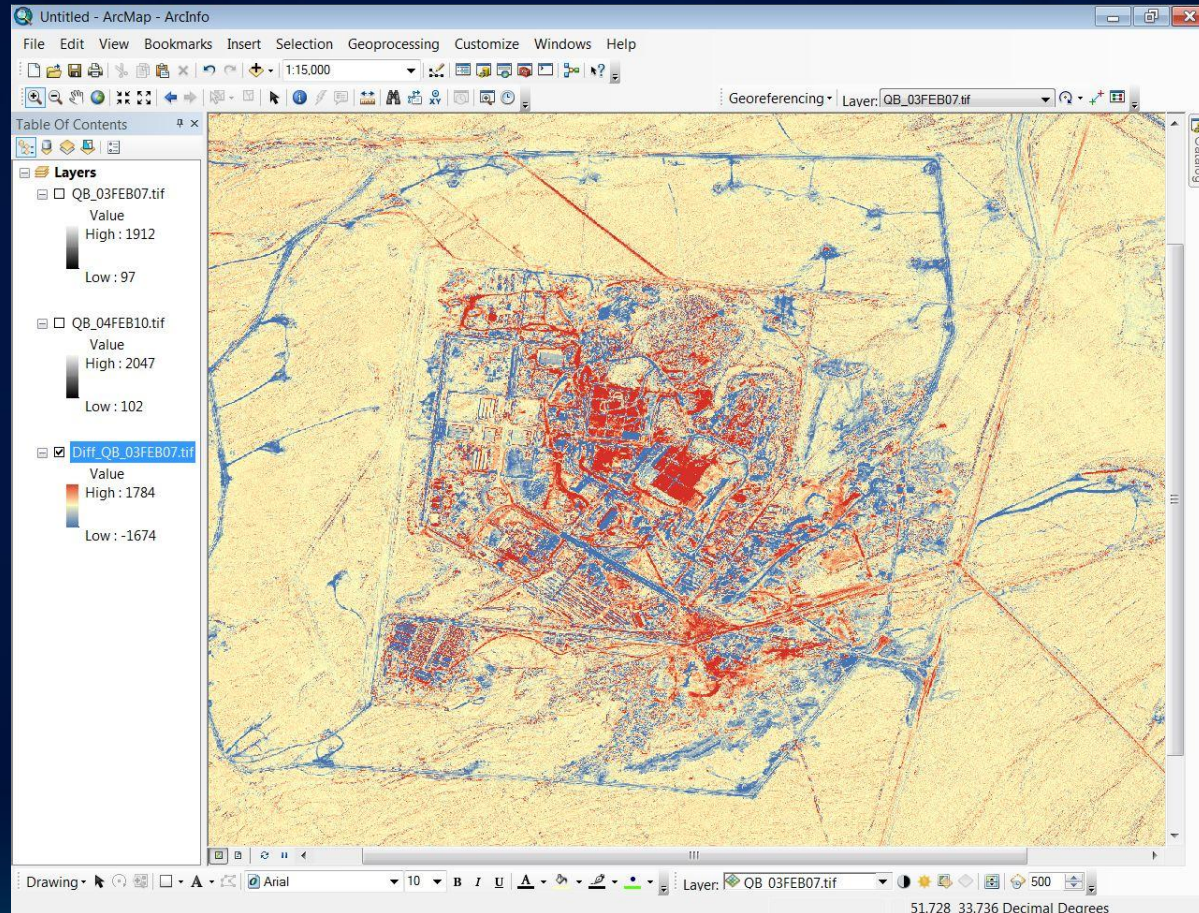 Untitled - ArcMap - ArcInfo
File Edit View Bookmarks Insert Selection Geoprocessing Customize Windows Help
1:15,000
Georeferencing Layer: QB_03FEB07.tif
Table Of Contents
Catalog
Layers
QB_03FEB07.tif
Value
High : 1912
Low : 97
QB_04FEB10.tif
Value
High : 2047
Low : 102
Diff_QB_03FEB07.tif
Value
High : 1784
Low : -1674
Drawing A Arial 10 B I U A Layer: QB_03FEB07.tif 500
51.728 33.736 Decimal Degrees